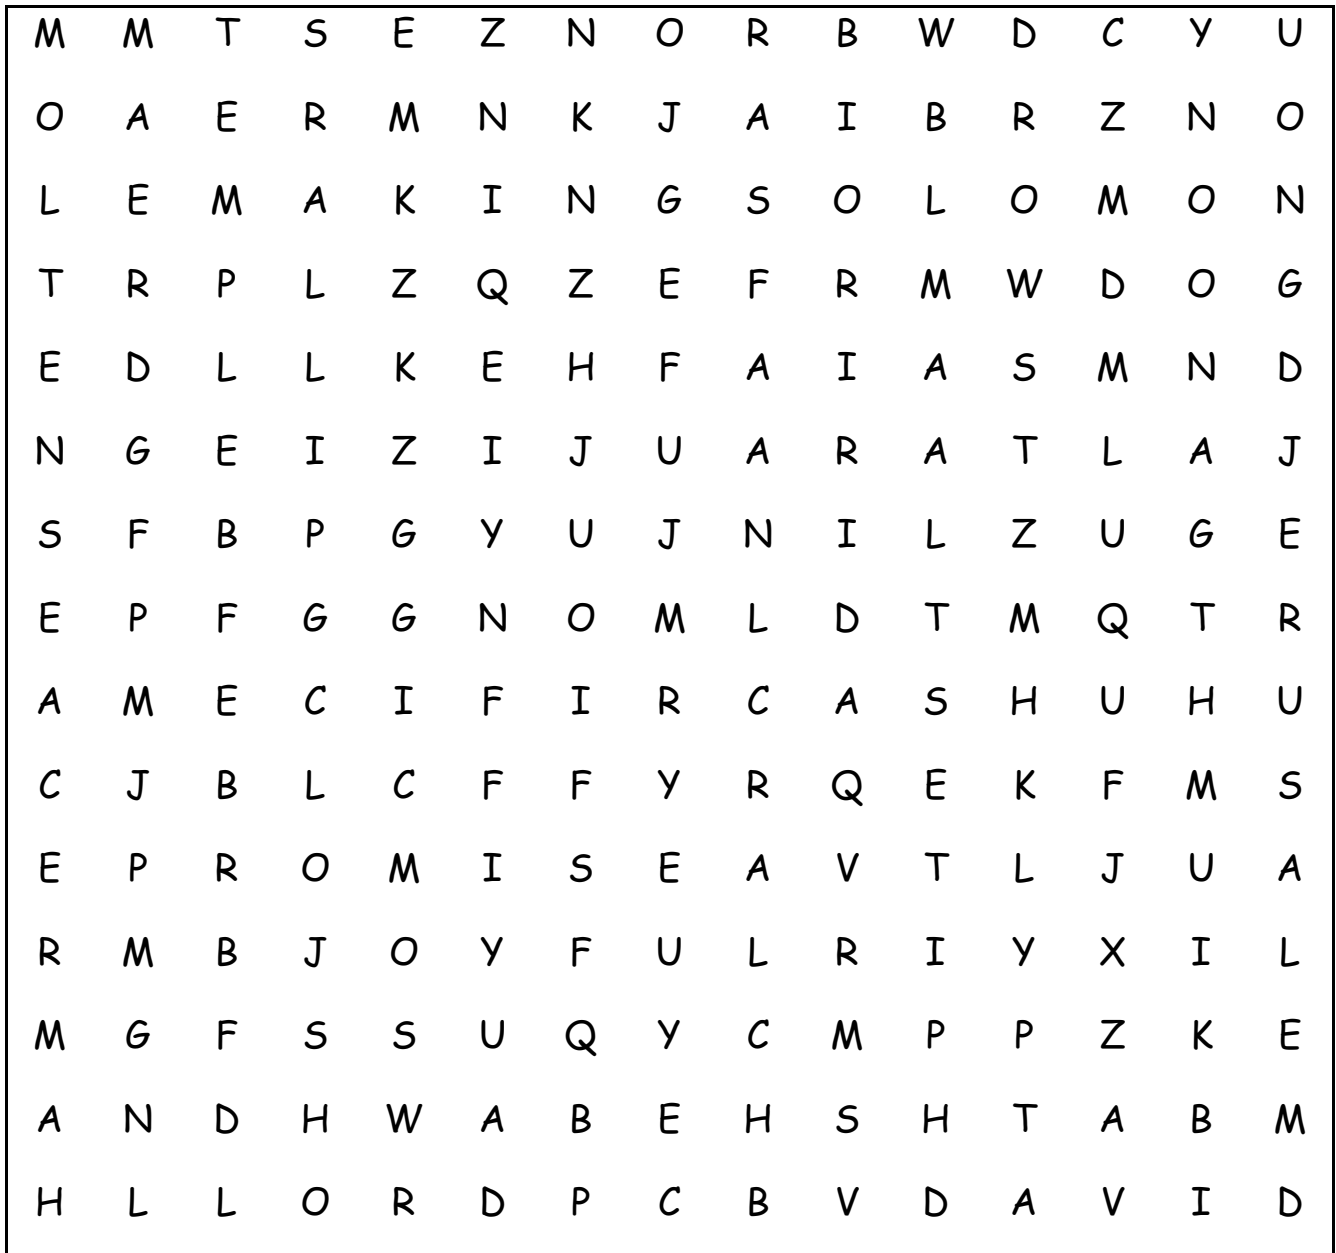 M M T S E Z N O R B W D C Y U
O A E R M N K J A I B R Z N O
L E M A K I N G S O L O M O N
T R P L Z Q Z E F R M W D O G
E D L L K E H F A I A S M N D
N G E I Z I J U A R A T L A J
S F B P G Y U J N I L Z U G E
E P F G G N O M L D T M Q T R
A M E C I F I R C A S H U H U
C J B L C F F Y R Q E K F M S
E P R O M I S E A V T L J U A
R M B J O Y F U L R I Y X I L
M G F S S U Q Y C M P P Z K E
A N D H W A B E H S H T A B M
H L L O R D P C B V D A V I D